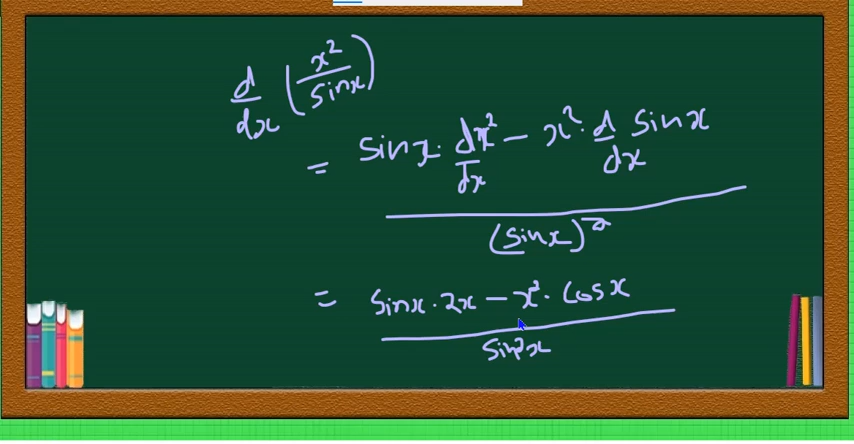 d/dx (x²/sinx)
= (sinx · dx²/dx − x² · d/dx sinx) / (sinx)²
= (sinx · 2x − x² · cosx) / sin²x